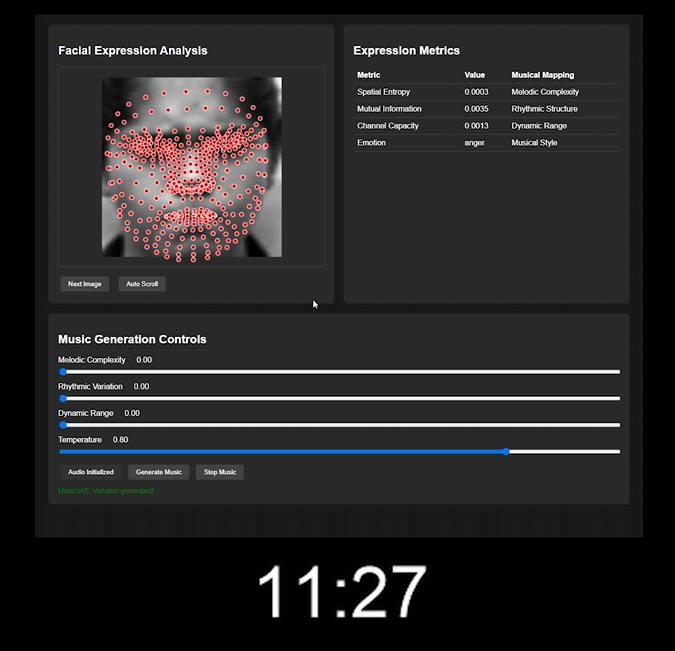 Facial Expression Analysis
Next Image Auto Scroll
Expression Metrics
Metric Value Musical Mapping
Spatial Entropy 0.0003 Melodic Complexity
Mutual Information 0.0035 Rhythmic Structure
Channel Capacity 0.0013 Dynamic Range
Emotion anger Musical Style
Music Generation Controls
Melodic Complexity 0.00
Rhythmic Variation 0.00
Dynamic Range 0.00
Temperature 0.80
Audio Initialized Generate Music Stop Music
MusicVAE: Variation generated!
11:27